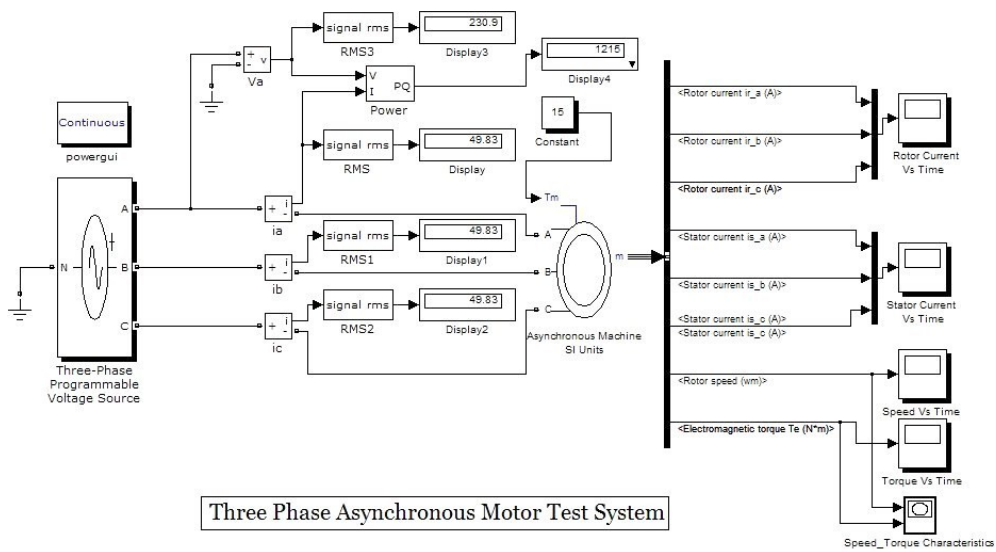 signal rms
230.9
RMS3
Display3
+
-
v
Va
V
I
PQ
Power
1215
Display4
Continuous
powergui
15
Constant
signal rms
49.83
RMS
Display
Tm
A
B
C
N
+
-
i
ia
signal rms
49.83
RMS1
Display1
+
-
i
ib
signal rms
49.83
RMS2
Display2
+
-
i
ic
A
B
C
m
Asynchronous Machine
SI Units
Three-Phase
Programmable
Voltage Source
<Rotor current ir_a (A)>
<Rotor current ir_b (A)>
<Rotor current ir_c (A)>
Rotor Current
Vs Time
<Stator current is_a (A)>
<Stator current is_b (A)>
<Stator current is_c (A)>
<Stator current is_c (A)>
Stator Current
Vs Time
<Rotor speed (wm)>
Speed Vs Time
<Electromagnetic torque Te (N*m)>
Torque Vs Time
Speed_Torque Characteristics
Three Phase Asynchronous Motor Test System